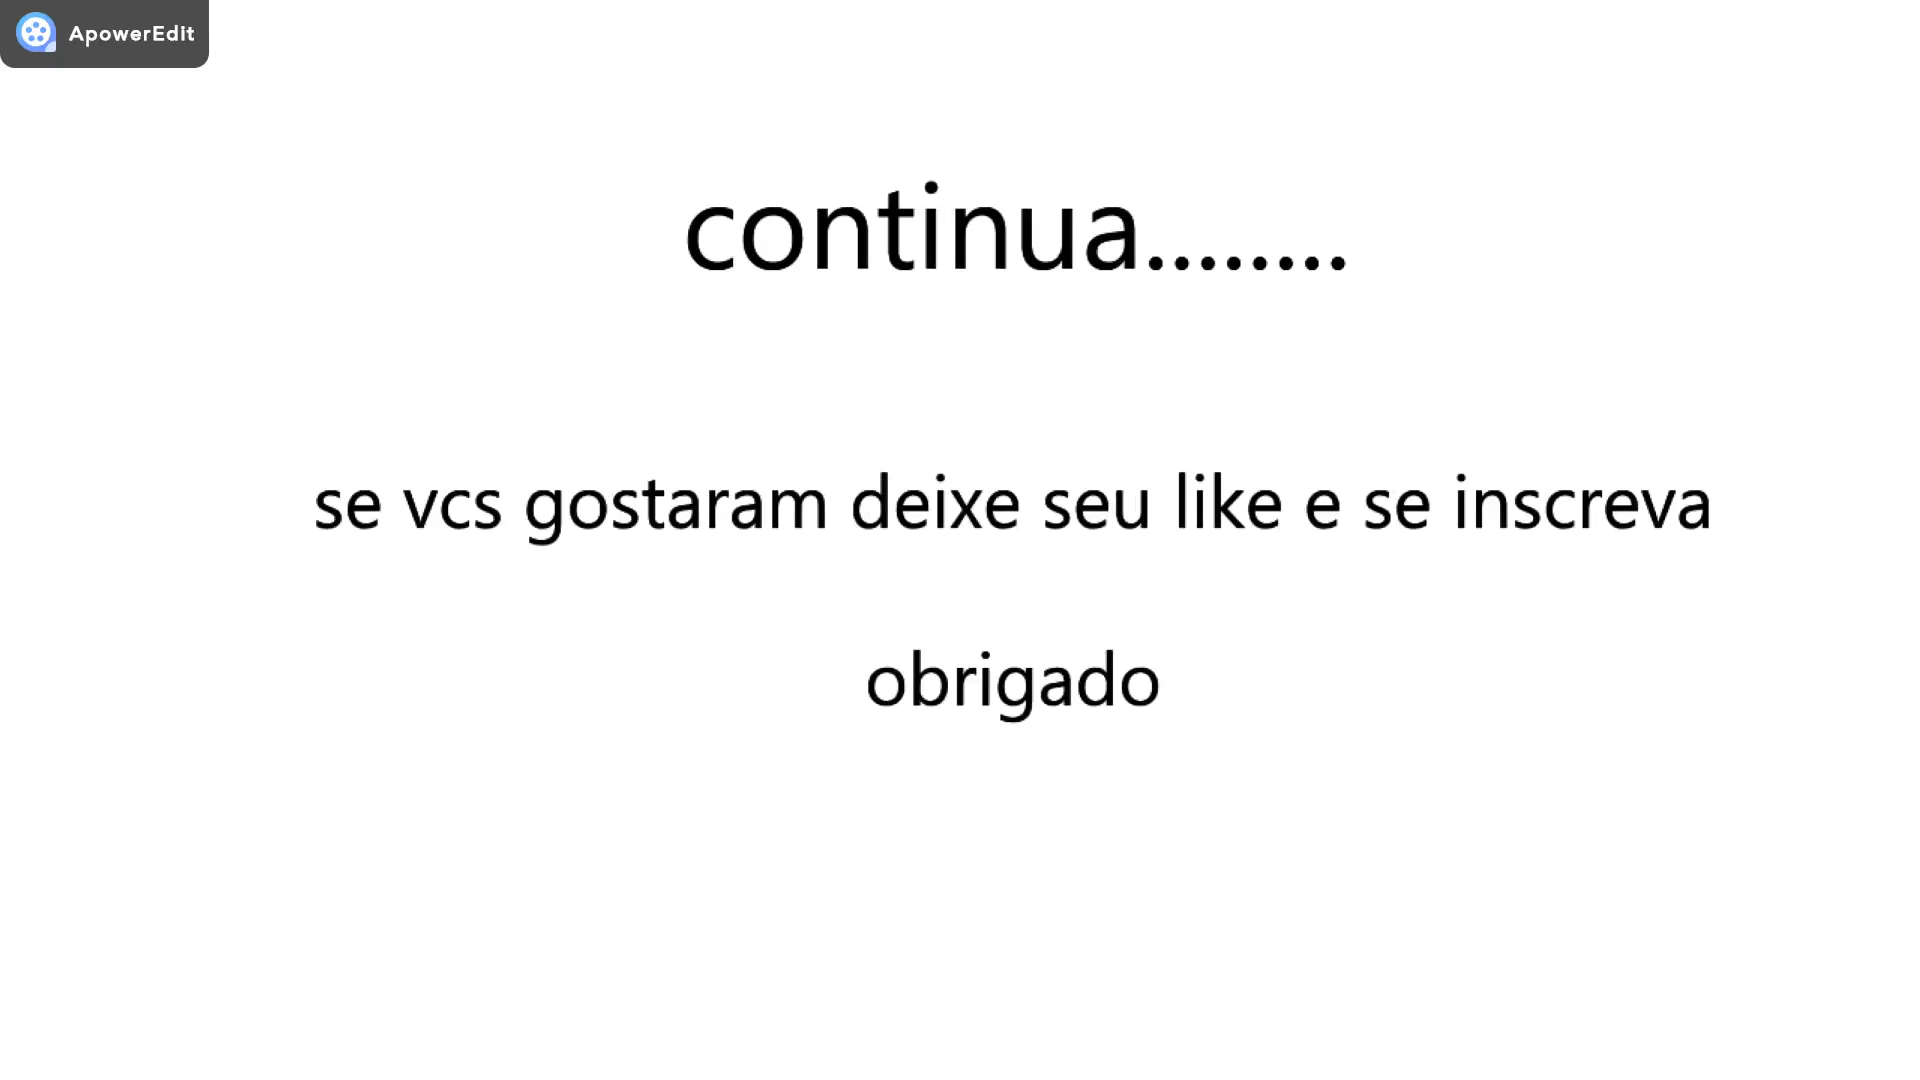 ApowerEdit
continua........
se vcs gostaram deixe seu like e se inscreva
obrigado